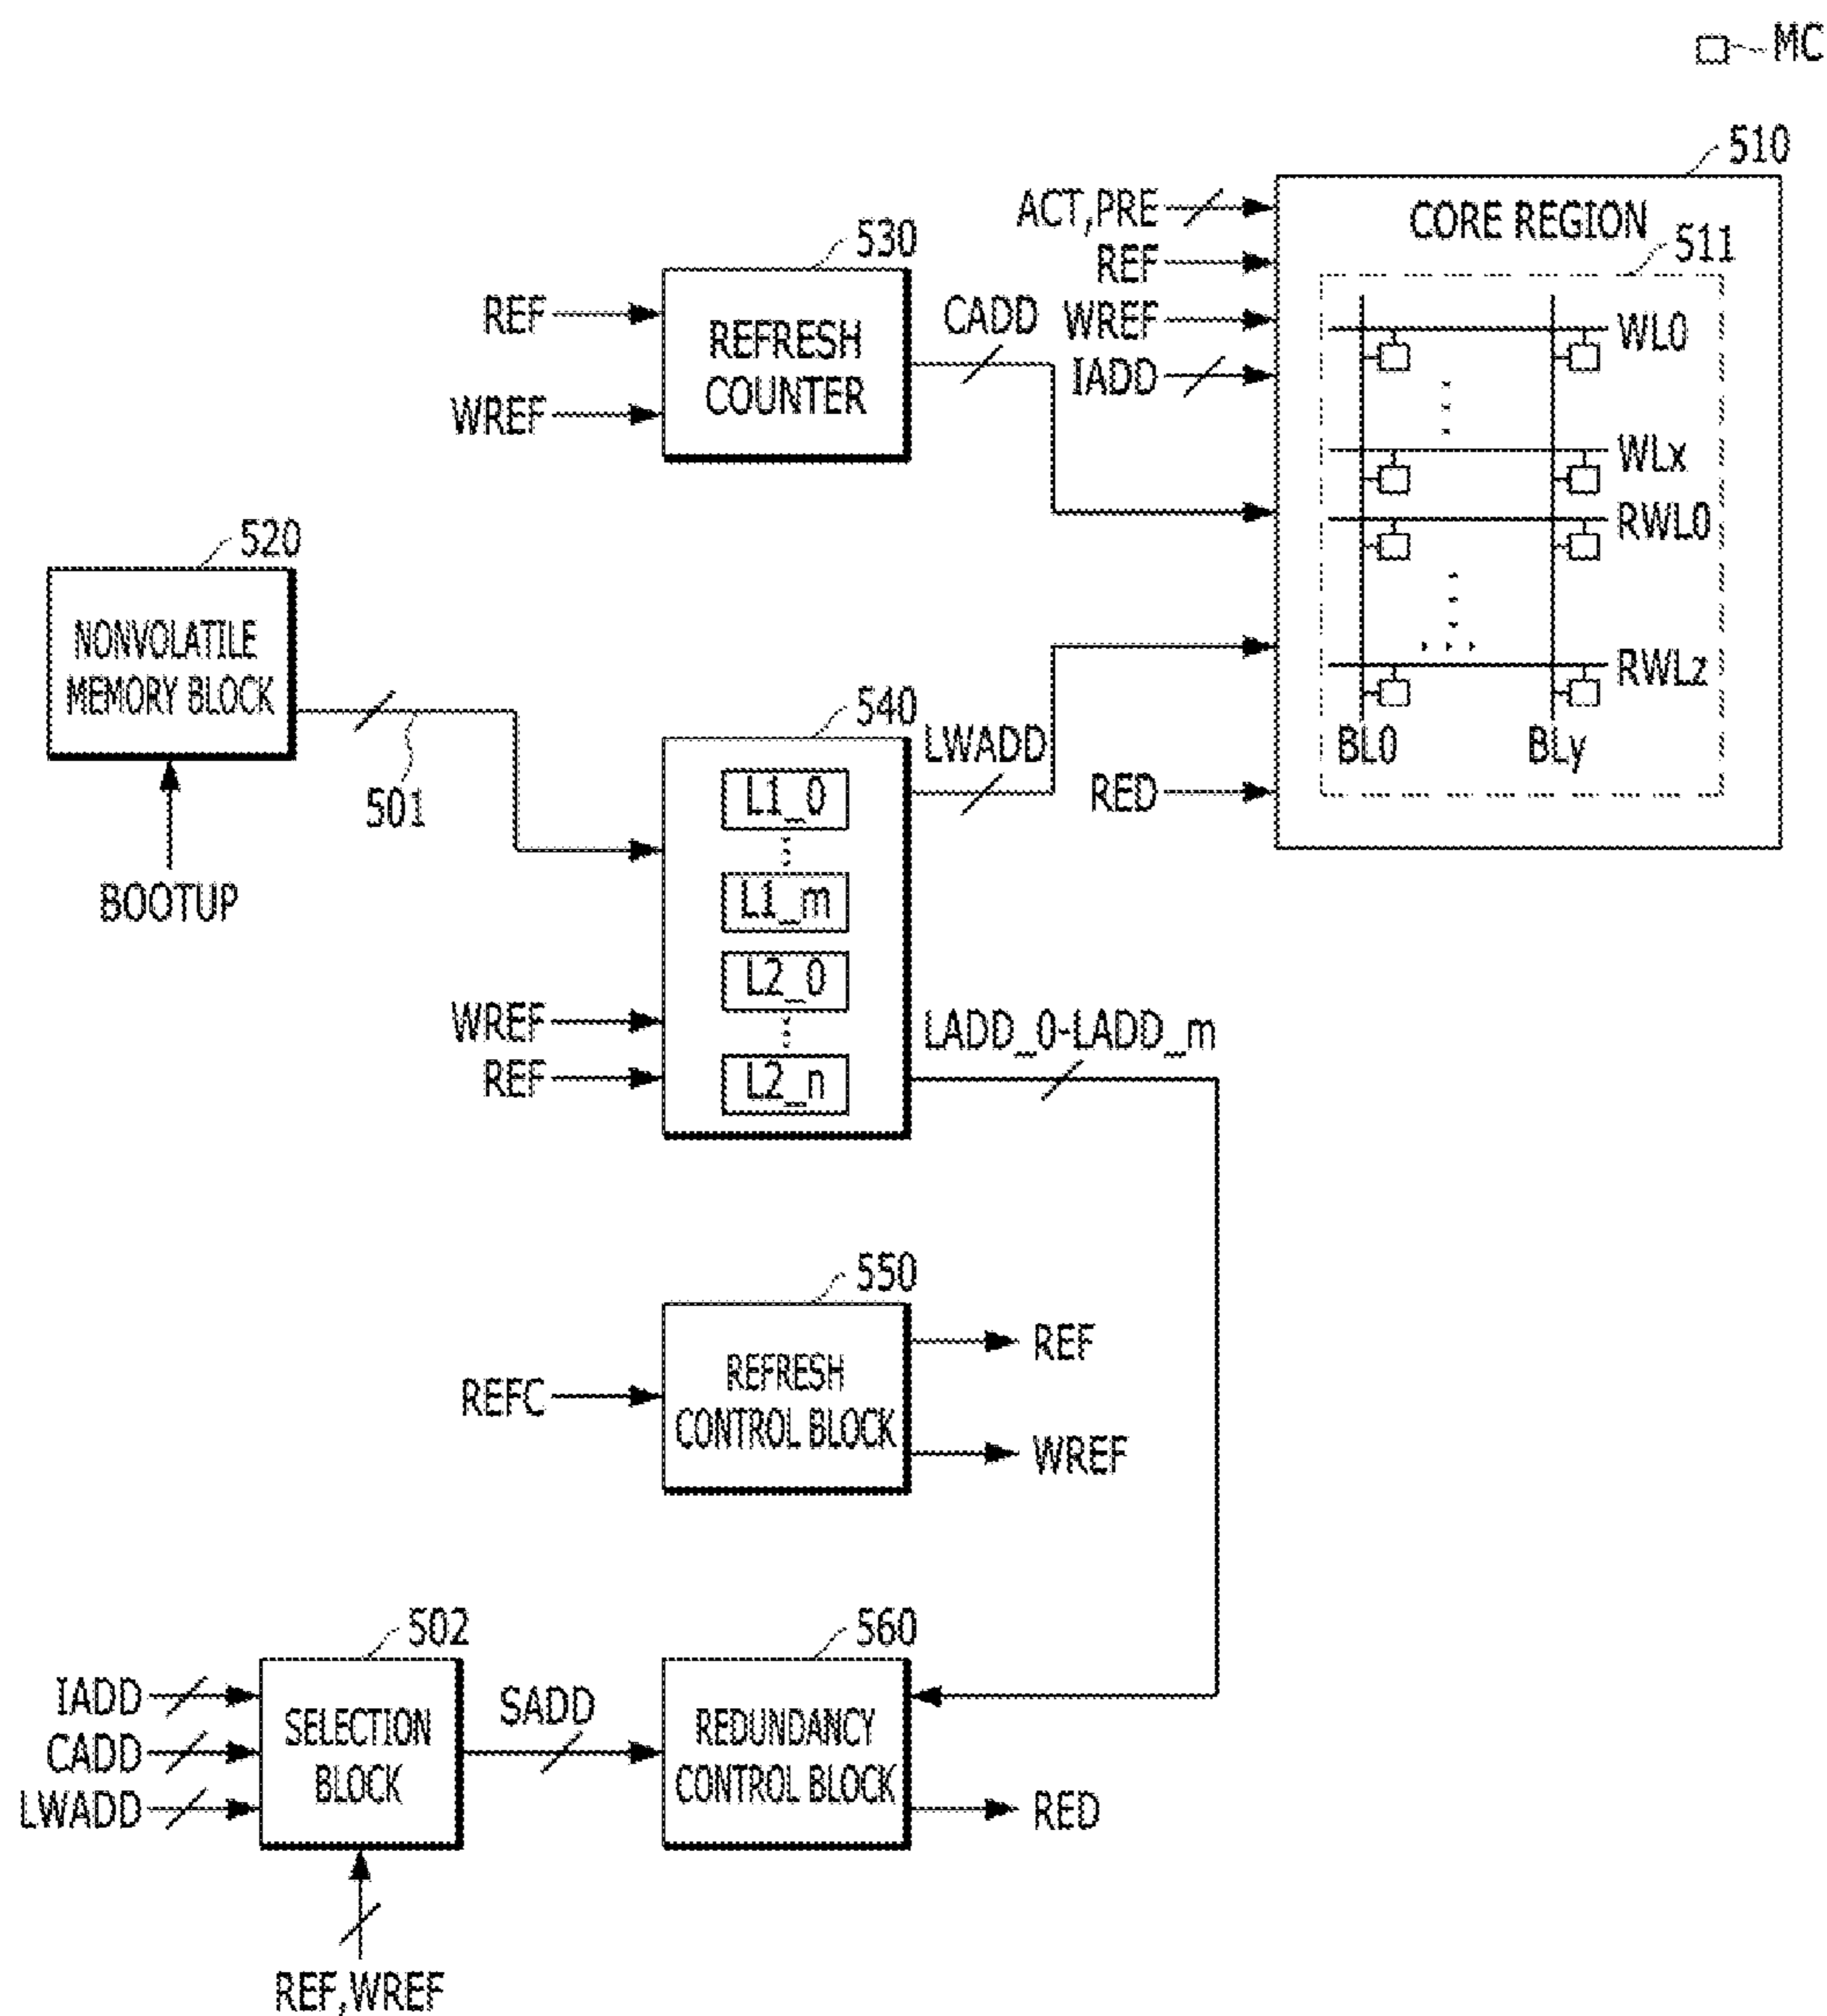 MC
510
ACT,PRE
REF
WREF
IADD
CORE REGION
511
WL0
WLx
RWL0
RWLz
BL0
BLy
530
REF
WREF
REFRESH
COUNTER
CADD
520
NONVOLATILE
MEMORY BLOCK
501
BOOTUP
540
L1_0
L1_m
L2_0
L2_n
LWADD
RED
WREF
REF
LADD_0-LADD_m
550
REFC
REFRESH
CONTROL BLOCK
REF
WREF
502
IADD
CADD
LWADD
SELECTION
BLOCK
SADD
560
REDUNDANCY
CONTROL BLOCK
RED
REF,WREF